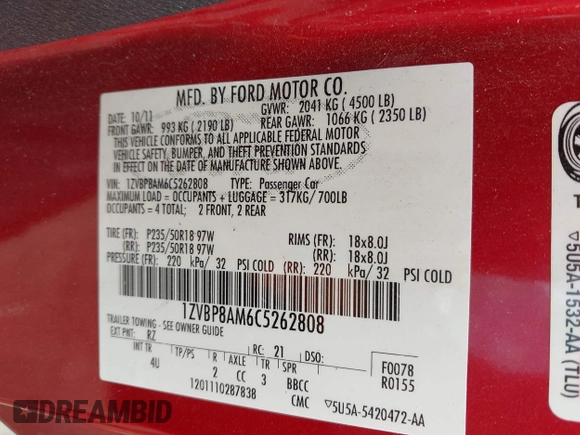 MFD. BY FORD MOTOR CO.
DATE: 10/11 GVWR: 2041 KG ( 4500 LB)
FRONT GAWR: 993 KG ( 2190 LB) REAR GAWR: 1066 KG ( 2350 LB)
THIS VEHICLE CONFORMS TO ALL APPLICABLE FEDERAL MOTOR
VEHICLE SAFETY, BUMPER, AND THEFT PREVENTION STANDARDS
IN EFFECT ON THE DATE OF MANUFACTURE SHOWN ABOVE.
VIN: 1ZVBP8AM6C5262808 TYPE: Passenger Car
MAXIMUM LOAD = OCCUPANTS + LUGGAGE = 317KG/ 700LB
OCCUPANTS = 4 TOTAL; 2 FRONT, 2 REAR
TIRE (FR): P235/50R18 97W RIMS (FR): 18x8.0J
(RR): P235/50R18 97W (RR): 18x8.0J
PRESSURE (FR): 220 kPa/ 32 PSI COLD (RR): 220 kPa/ 32 PSI COLD
1ZVBP8AM6C5262808
TRAILER TOWING - SEE OWNER GUIDE
EXT PNT: RZ RC: 21 DSO: F0078
INT TR TP/PS R AXLE TR SPR R0155
4U 2 CC 3 BBCC
1201110287838 CMC ▽5U5A-5420472-AA
▽5U5A-1532-AA (TLO)
T
FREEDAMBID